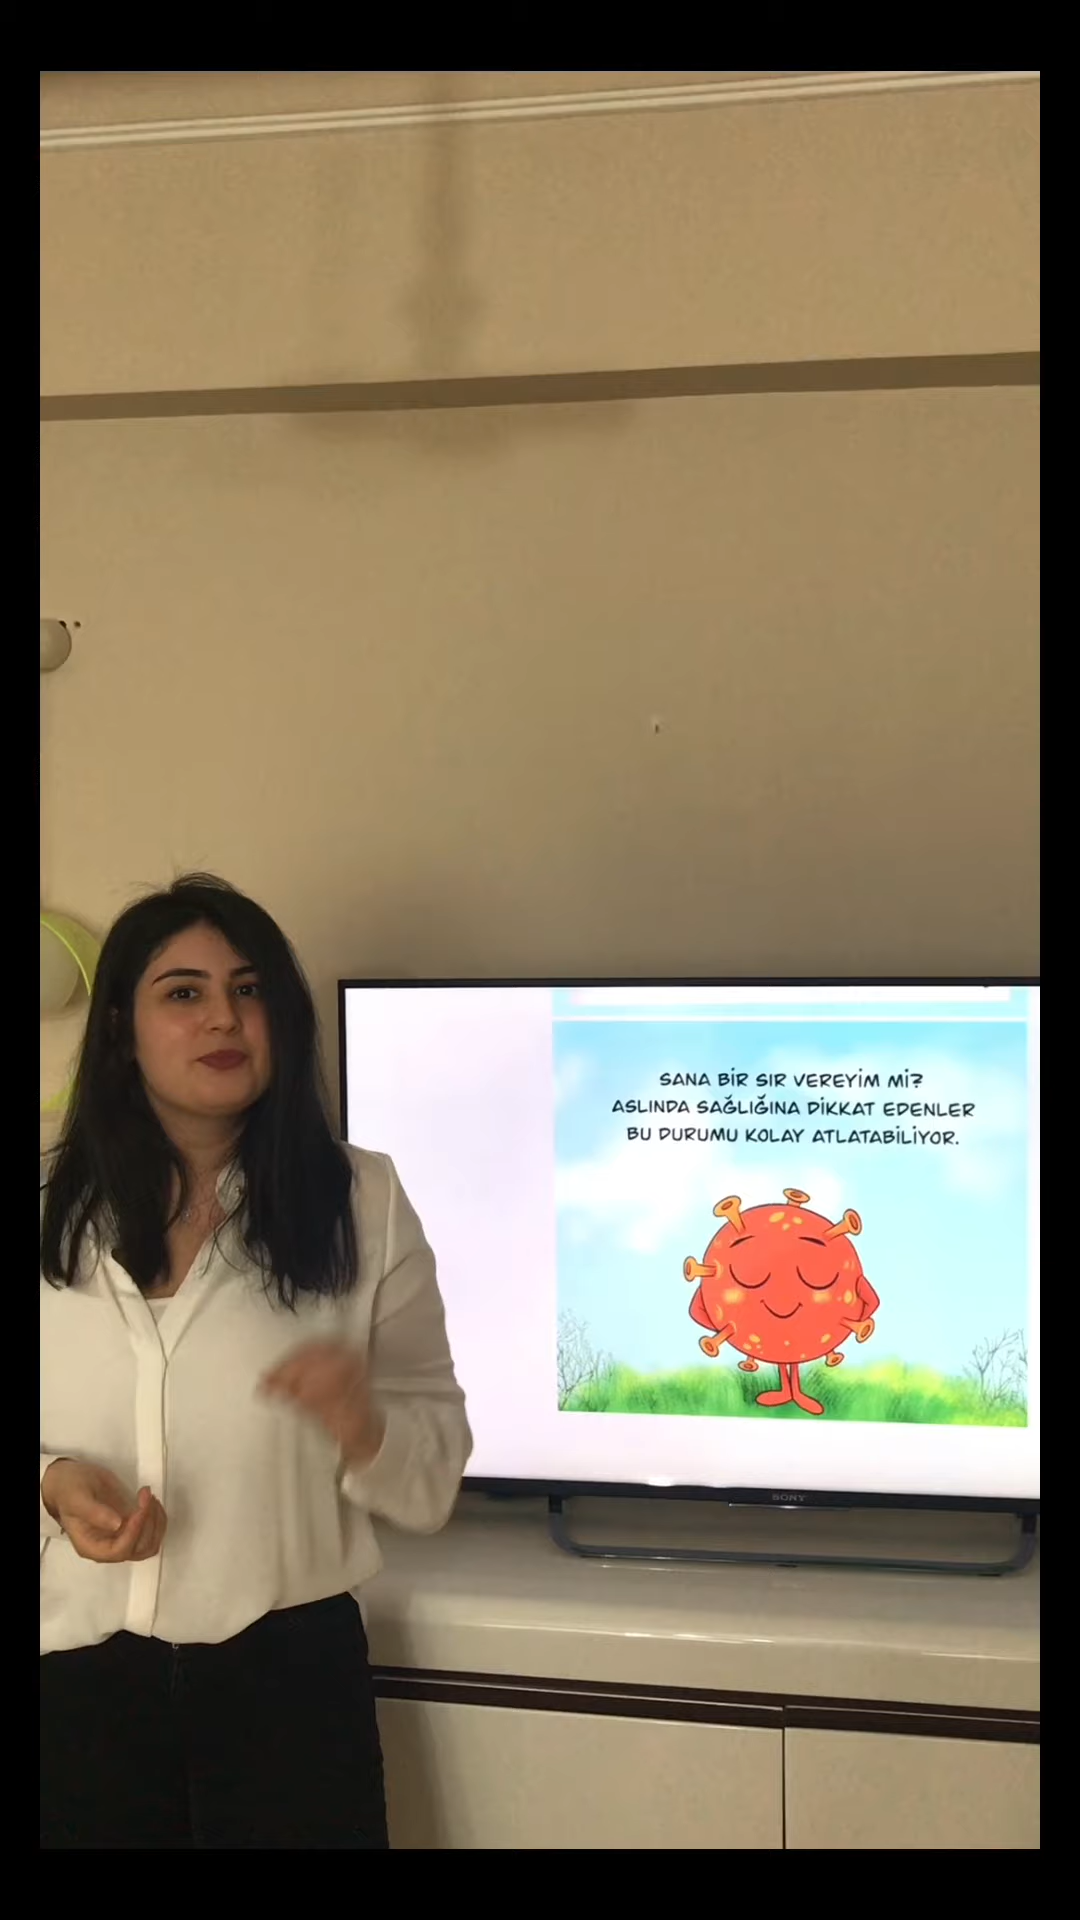 SANA BİR SIR VEREYİM Mİ?
ASLINDA SAĞLIĞINA DİKKAT EDENLER
BU DURUMU KOLAY ATLATABİLİYOR.
SONY